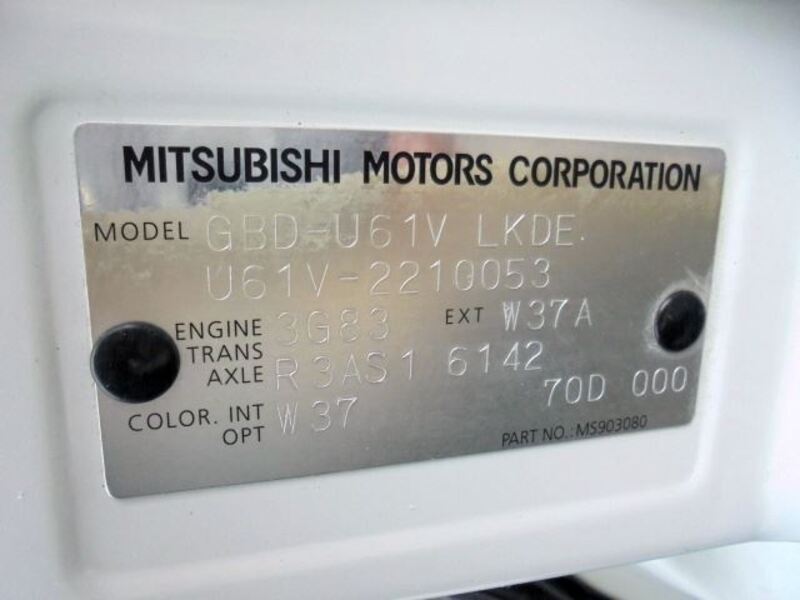 MITSUBISHI MOTORS CORPORATION
MODEL GBD-U61V LKDE.
U61V-2210053
ENGINE 3G83 EXT W37A
TRANS
AXLE R3AS1 6142
70D 000
COLOR. INT W37
OPT
PART NO.: MS903080